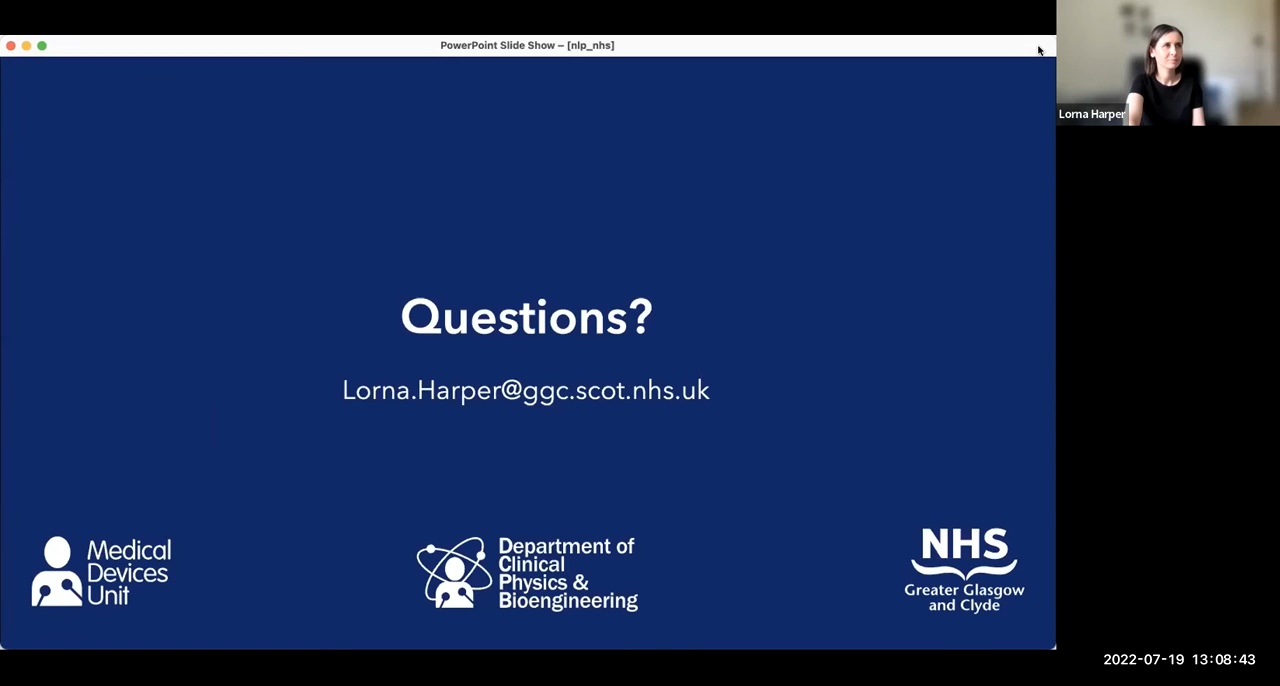 PowerPoint Slide Show – [nlp_nhs]
Lorna Harper
Questions?
Lorna.Harper@ggc.scot.nhs.uk
Medical
Devices
Unit
Department of
Clinical
Physics &
Bioengineering
NHS
Greater Glasgow
and Clyde
2022-07-19 13:08:43